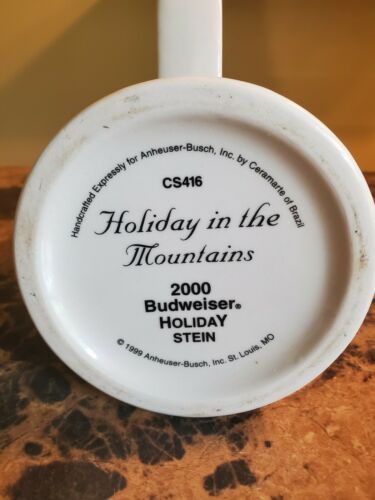 Handcrafted Expressly for Anheuser-Busch, Inc. by Ceramarte of Brazil
CS416
Holiday in the
Mountains
2000
Budweiser®
HOLIDAY
STEIN
© 1999 Anheuser-Busch, Inc. St. Louis, MO